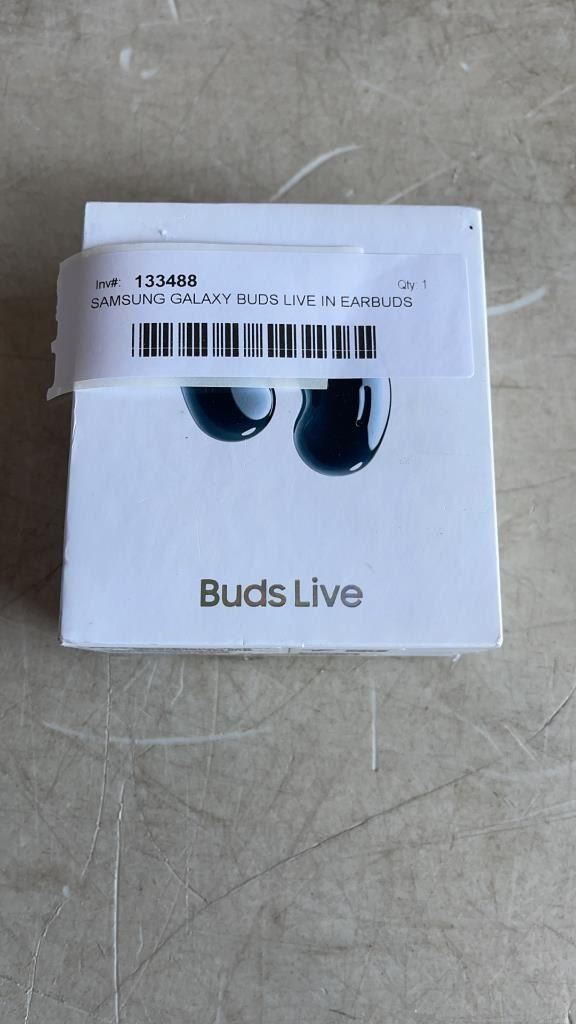 Inv#: 133488 Qty: 1
SAMSUNG GALAXY BUDS LIVE IN EARBUDS
Buds Live